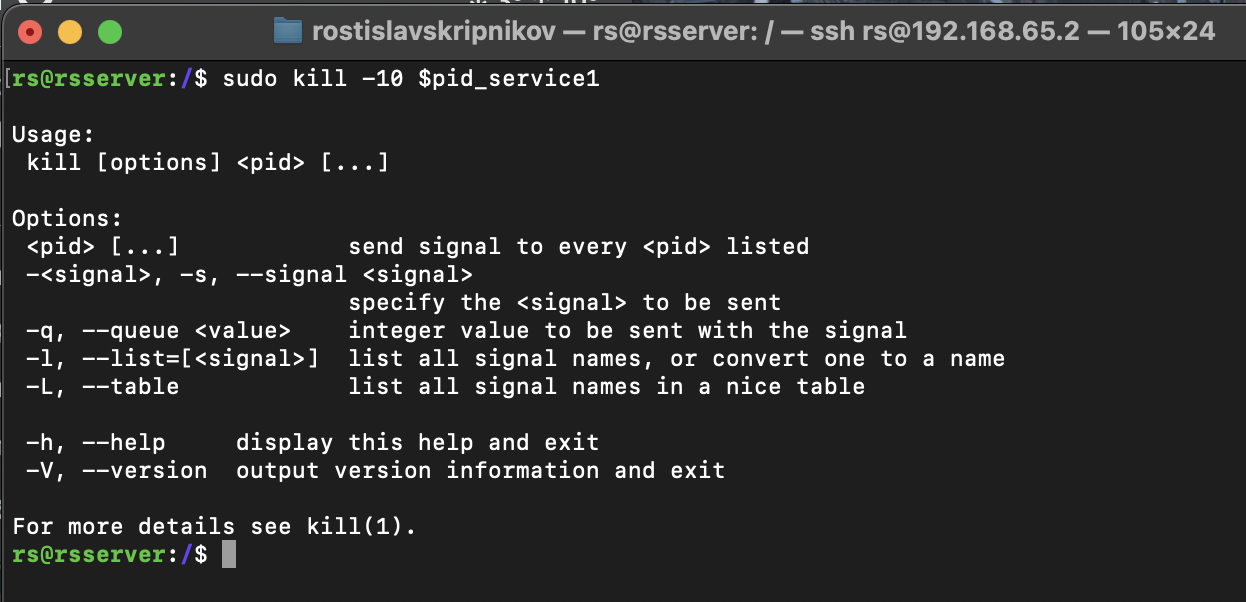 rostislavskripnikov — rs@rsserver: / — ssh rs@192.168.65.2 — 105×24
[rs@rsserver:/$ sudo kill -10 $pid_service1
Usage:
 kill [options] <pid> [...]
Options:
 <pid> [...]            send signal to every <pid> listed
 -<signal>, -s, --signal <signal>
                        specify the <signal> to be sent
 -q, --queue <value>    integer value to be sent with the signal
 -l, --list=[<signal>]  list all signal names, or convert one to a name
 -L, --table            list all signal names in a nice table
 -h, --help     display this help and exit
 -V, --version  output version information and exit
For more details see kill(1).
rs@rsserver:/$